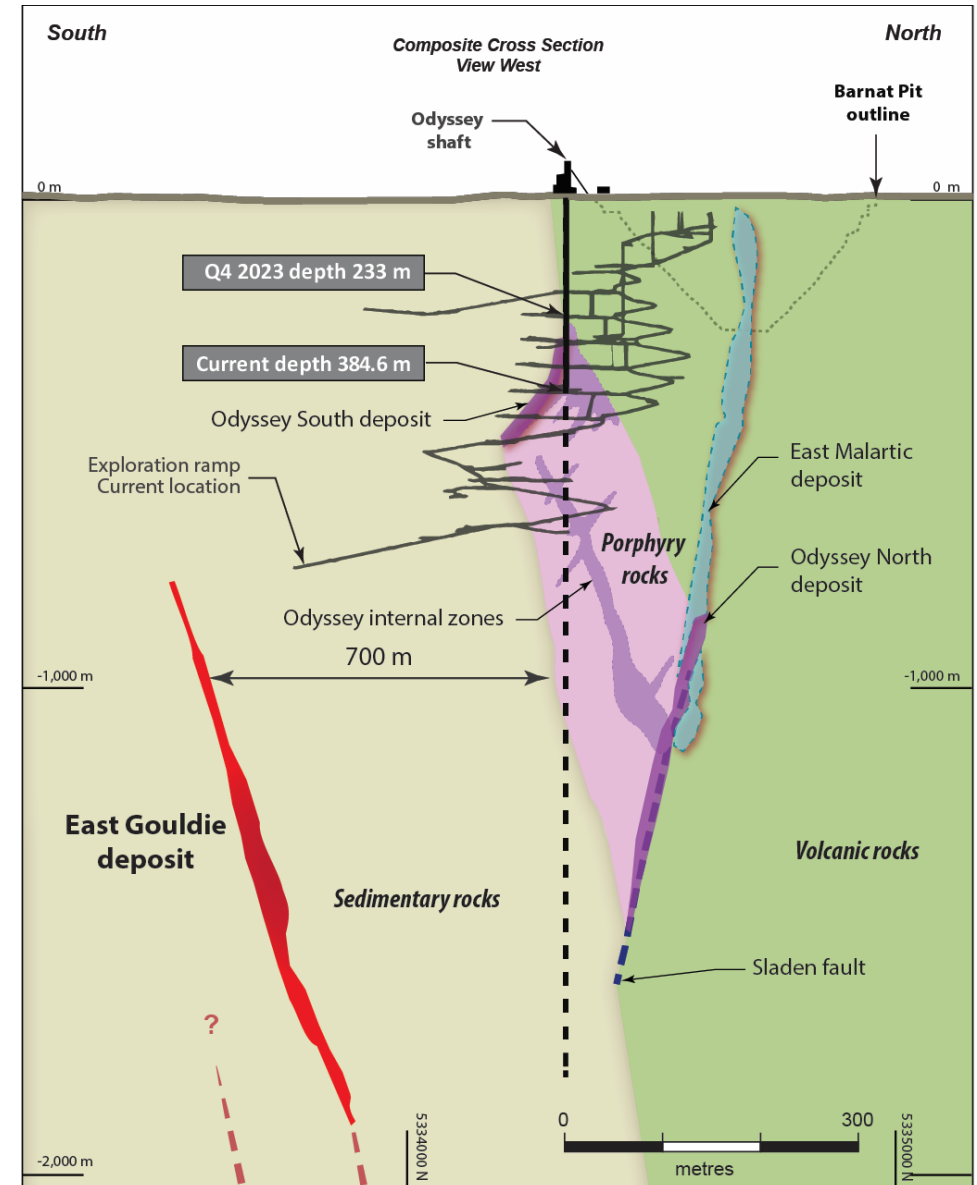 South
North
Composite Cross Section
View West
Barnat Pit
outline
Odyssey
shaft
0 m
0 m
Q4 2023 depth 233 m
Current depth 384.6 m
Odyssey South deposit
East Malartic
deposit
Exploration ramp
Current location
Porphyry
rocks
Odyssey North
deposit
Odyssey internal zones
700 m
-1,000 m
-1,000 m
East Gouldie
deposit
Volcanic rocks
Sedimentary rocks
Sladen fault
?
0
300
metres
5334000 N
5335000 N
-2,000 m